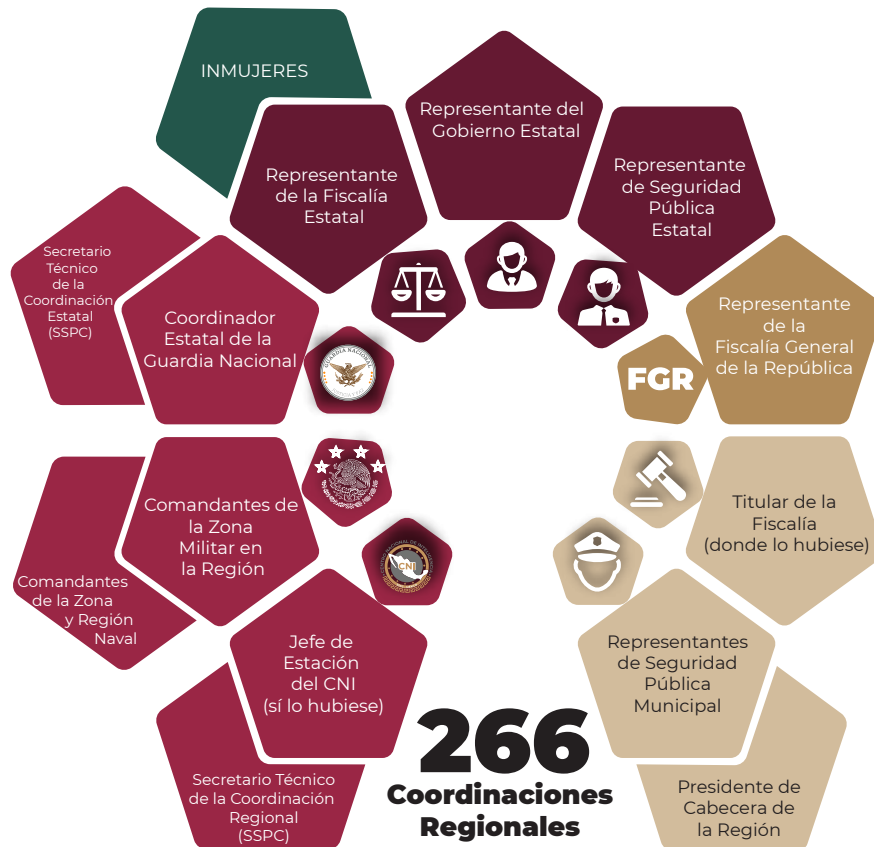 INMUJERES
Representante
de la Fiscalía
Estatal
Representante del
Gobierno Estatal
Representante
de Seguridad
Pública
Estatal
Secretario
Técnico
de la
Coordinación
Estatal
(SSPC)
Coordinador
Estatal de la
Guardia Nacional
GUARDIA NACIONAL
FGR
Representante
de la
Fiscalía General
de la República
Comandantes de
la Zona
Militar en
la Región
Comandantes
de la Zona
y Región
Naval
CNI
Titular de la
Fiscalía
(donde lo hubiese)
Jefe de
Estación
del CNI
(sí lo hubiese)
Representantes
de Seguridad
Pública
Municipal
Secretario Técnico
de la Coordinación
Regional
(SSPC)
266
Coordinaciones
Regionales
Presidente de
Cabecera de
la Región